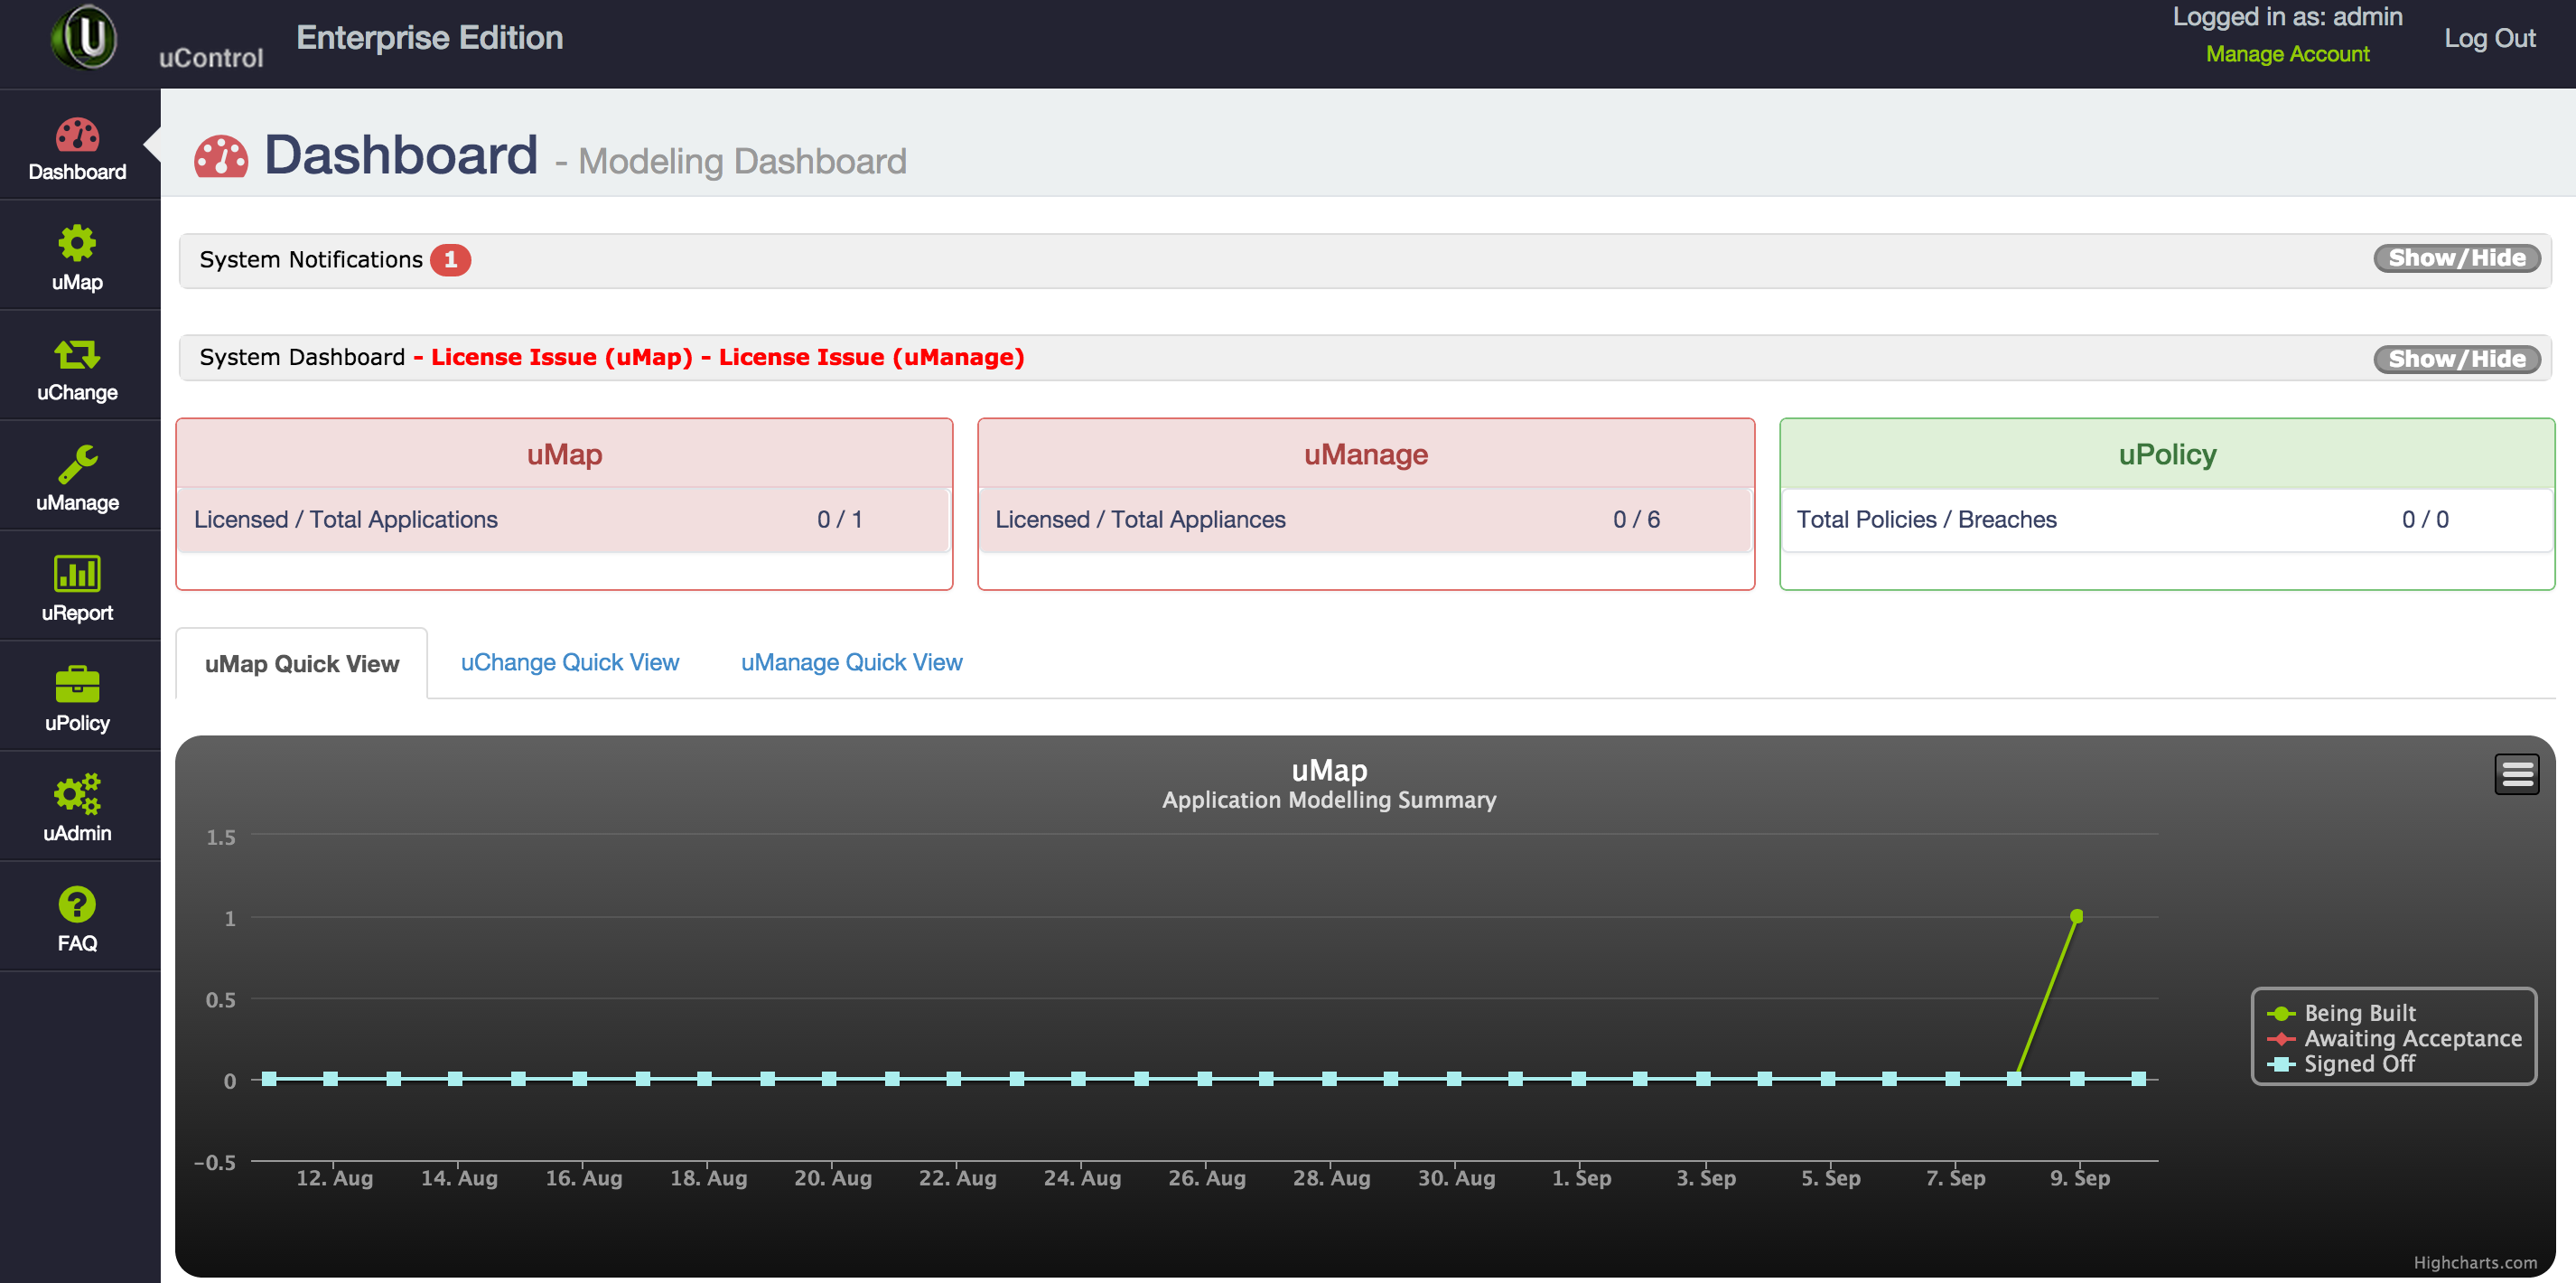 U
uControl
Enterprise Edition
Logged in as: admin
Manage Account
Log Out
Dashboard
uMap
uChange
uManage
uReport
uPolicy
uAdmin
? FAQ
Dashboard - Modeling Dashboard
System Notifications 1
Show/Hide
System Dashboard - License Issue (uMap) - License Issue (uManage)
Show/Hide
uMap
Licensed / Total Applications 0 / 1
uManage
Licensed / Total Appliances 0 / 6
uPolicy
Total Policies / Breaches 0 / 0
uMap Quick View
uChange Quick View
uManage Quick View
uMap
Application Modelling Summary
1.5
1
0.5
0
-0.5
12. Aug 14. Aug 16. Aug 18. Aug 20. Aug 22. Aug 24. Aug 26. Aug 28. Aug 30. Aug 1. Sep 3. Sep 5. Sep 7. Sep 9. Sep
Being Built
Awaiting Acceptance
Signed Off
Highcharts.com